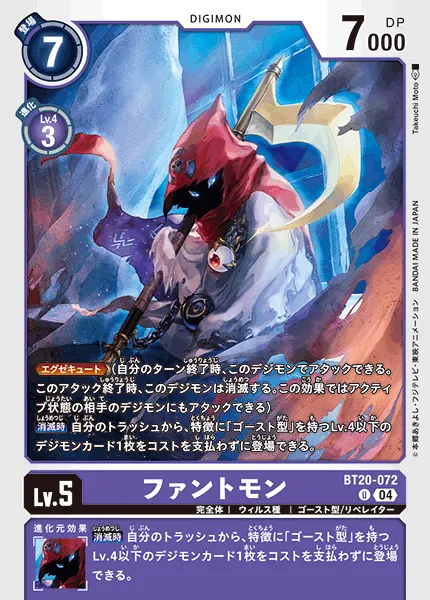 DIGIMON
登場
7
7000
DP
進化
Lv.4
3
Takeuchi Moto
© 本郷あきよし・フジテレビ・東映アニメーション BANDAI MADE IN JAPAN
エグゼキュート (自分のターン終了時、このデジモンでアタックできる。
このアタック終了時、このデジモンは消滅する。この効果ではアクティ
ブ状態の相手のデジモンにもアタックできる)
消滅時 自分のトラッシュから、特徴に「ゴースト型」を持つLv.4以下の
デジモンカード1枚をコストを支払わずに登場できる。
Lv.5
ファントモン
BT20-072
U 04
完全体 ウィルス種 ゴースト型/リベレイター
進化元効果
消滅時 自分のトラッシュから、特徴に「ゴースト型」を持つ
Lv.4以下のデジモンカード1枚をコストを支払わずに登場
できる。